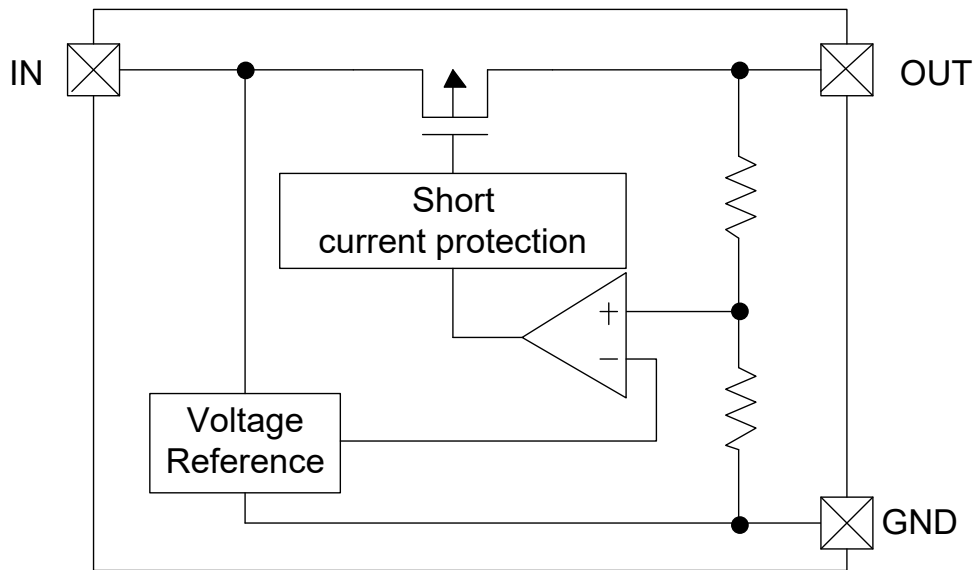 IN
OUT
Short
current protection
+
−
Voltage
Reference
GND